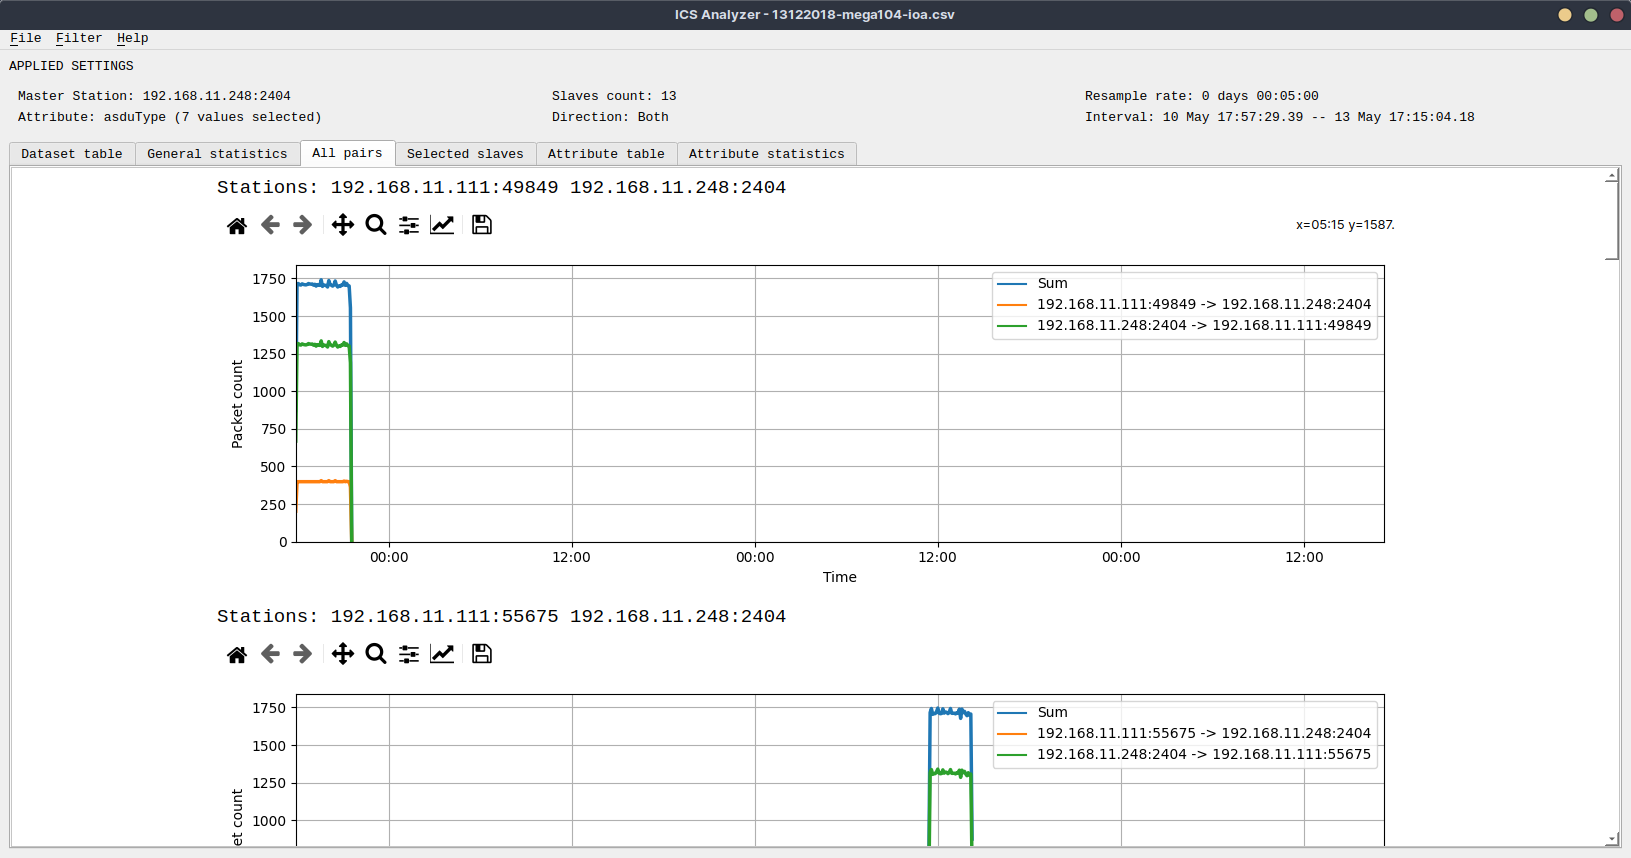 ICS Analyzer - 13122018-mega104-ioa.csv
File Filter Help
APPLIED SETTINGS
Master Station: 192.168.11.248:2404 Slaves count: 13 Resample rate: 0 days 00:05:00
Attribute: asduType (7 values selected) Direction: Both Interval: 10 May 17:57:29.39 -- 13 May 17:15:04.18
Dataset table General statistics All pairs Selected slaves Attribute table Attribute statistics
Stations: 192.168.11.111:49849 192.168.11.248:2404
x=05:15 y=1587.
Sum
192.168.11.111:49849 -> 192.168.11.248:2404
192.168.11.248:2404 -> 192.168.11.111:49849
Packet count
1750
1500
1250
1000
750
500
250
0
00:00 12:00 00:00 12:00 00:00 12:00
Time
Stations: 192.168.11.111:55675 192.168.11.248:2404
Sum
192.168.11.111:55675 -> 192.168.11.248:2404
192.168.11.248:2404 -> 192.168.11.111:55675
et count
1750
1500
1250
1000